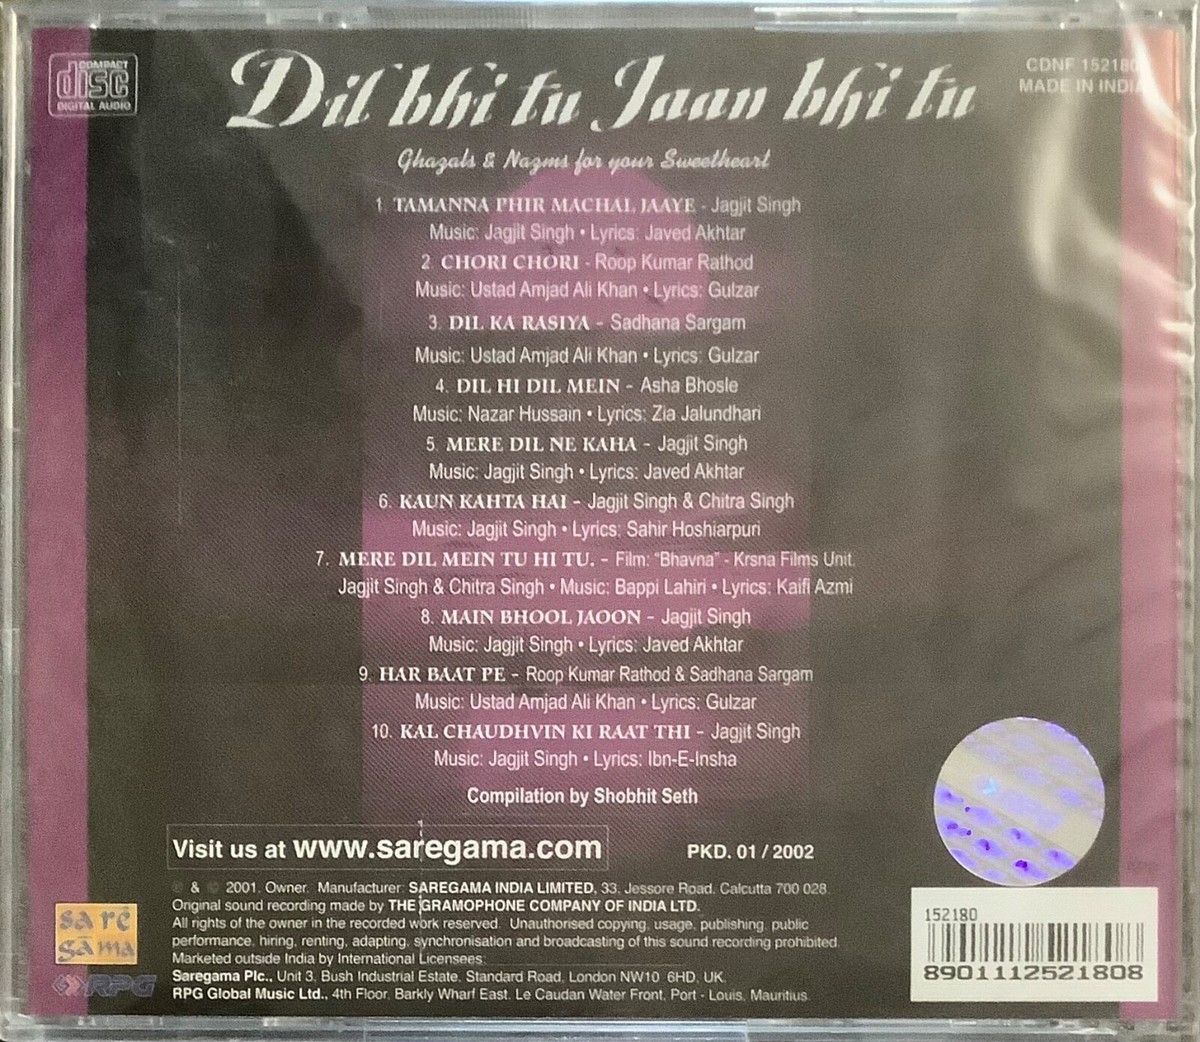 COMPACT
disc
DIGITAL AUDIO
Dil bhi tu Jaan bhi tu
CDNF 152180
MADE IN INDIA
Ghazals & Nazms for your Sweetheart
1. TAMANNA PHIR MACHAL JAAYE - Jagjit Singh
Music: Jagjit Singh • Lyrics: Javed Akhtar
2. CHORI CHORI - Roop Kumar Rathod
Music: Ustad Amjad Ali Khan • Lyrics: Gulzar
3. DIL KA RASIYA - Sadhana Sargam
Music: Ustad Amjad Ali Khan • Lyrics: Gulzar
4. DIL HI DIL MEIN - Asha Bhosle
Music: Nazar Hussain • Lyrics: Zia Jalundhari
5. MERE DIL NE KAHA - Jagjit Singh
Music: Jagjit Singh • Lyrics: Javed Akhtar
6. KAUN KAHTA HAI - Jagjit Singh & Chitra Singh
Music: Jagjit Singh • Lyrics: Sahir Hoshiarpuri
7. MERE DIL MEIN TU HI TU. - Film: "Bhavna" - Krsna Films Unit.
Jagjit Singh & Chitra Singh • Music: Bappi Lahiri • Lyrics: Kaifi Azmi
8. MAIN BHOOL JAOON - Jagjit Singh
Music: Jagjit Singh • Lyrics: Javed Akhtar
9. HAR BAAT PE - Roop Kumar Rathod & Sadhana Sargam
Music: Ustad Amjad Ali Khan • Lyrics: Gulzar
10. KAL CHAUDHVIN KI RAAT THI - Jagjit Singh
Music: Jagjit Singh • Lyrics: Ibn-E-Insha
Compilation by Shobhit Seth
Visit us at www.saregama.com
PKD. 01 / 2002
& 2001. Owner. Manufacturer: SAREGAMA INDIA LIMITED, 33, Jessore Road, Calcutta 700 028.
Original sound recording made by THE GRAMOPHONE COMPANY OF INDIA LTD.
All rights of the owner in the recorded work reserved. Unauthorised copying, usage, publishing, public
performance, hiring, renting, adapting, synchronisation and broadcasting of this sound recording prohibited.
Marketed outside India by International Licensees:
Saregama Plc., Unit 3, Bush Industrial Estate, Standard Road, London NW10 6HD, UK.
RPG Global Music Ltd., 4th Floor, Barkly Wharf East, Le Caudan Water Front, Port - Louis, Mauritius.
sa rē
gāma
RPG
152180
8901112521808